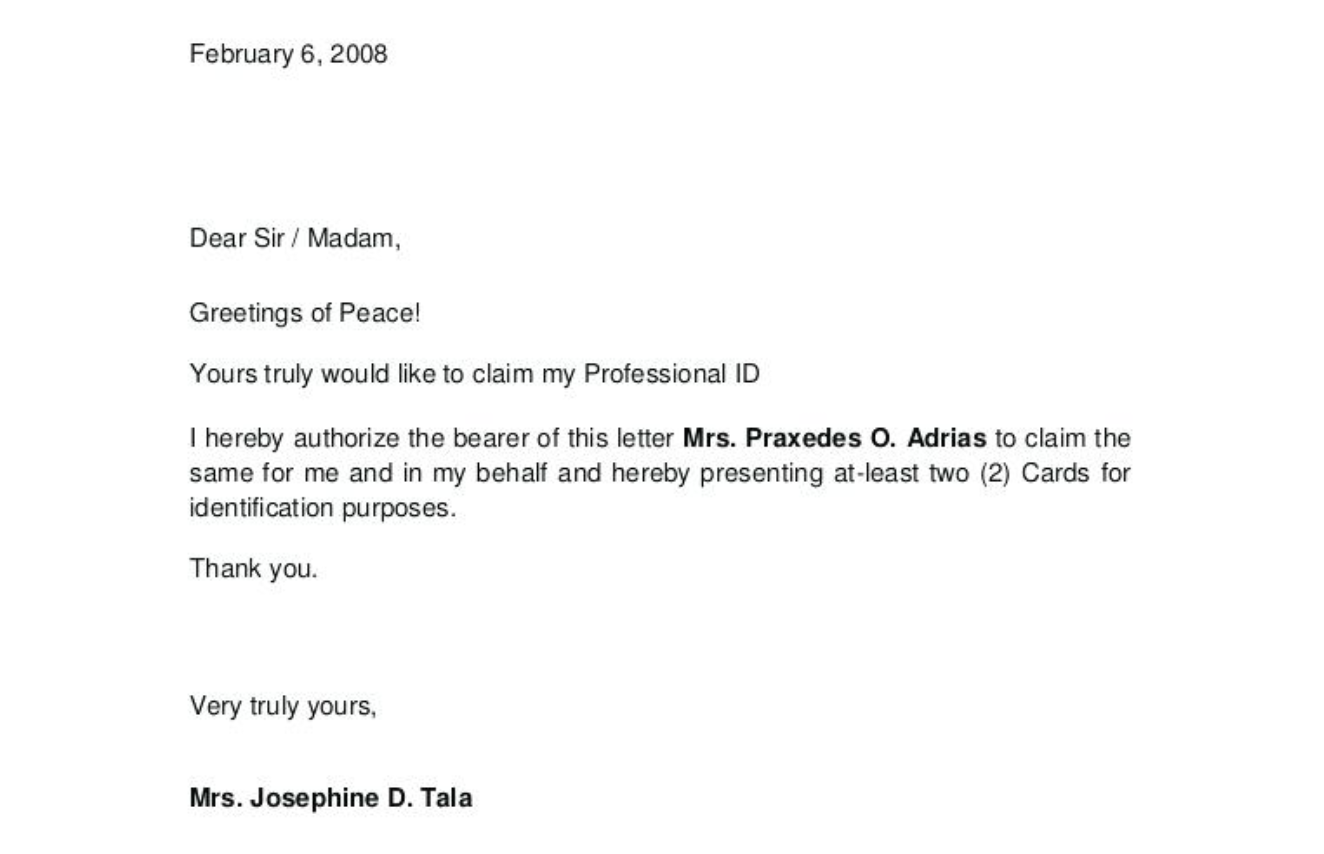 February 6, 2008
Dear Sir / Madam,
Greetings of Peace!
Yours truly would like to claim my Professional ID
I hereby authorize the bearer of this letter Mrs. Praxedes O. Adrias to claim the
same for me and in my behalf and hereby presenting at-least two (2) Cards for
identification purposes.
Thank you.
Very truly yours,
Mrs. Josephine D. Tala